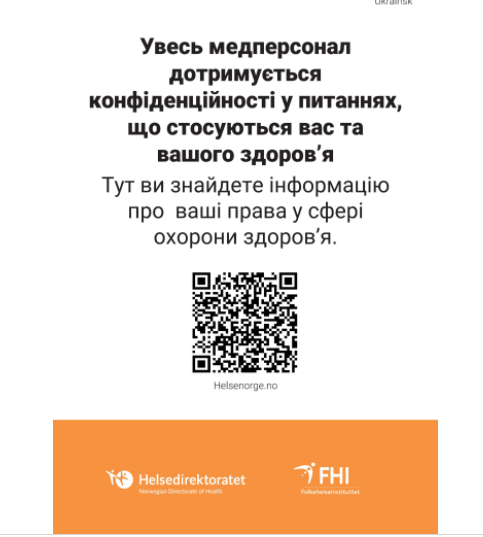 Ukrainsk
Увесь медперсонал
дотримується
конфіденційності у питаннях,
що стосуються вас та
вашого здоров’я
Тут ви знайдете інформацію
про ваші права у сфері
охорони здоров’я.
Helsenorge.no
Helsedirektoratet
Norwegian Directorate of Health
FHI
Folkehelseinstituttet